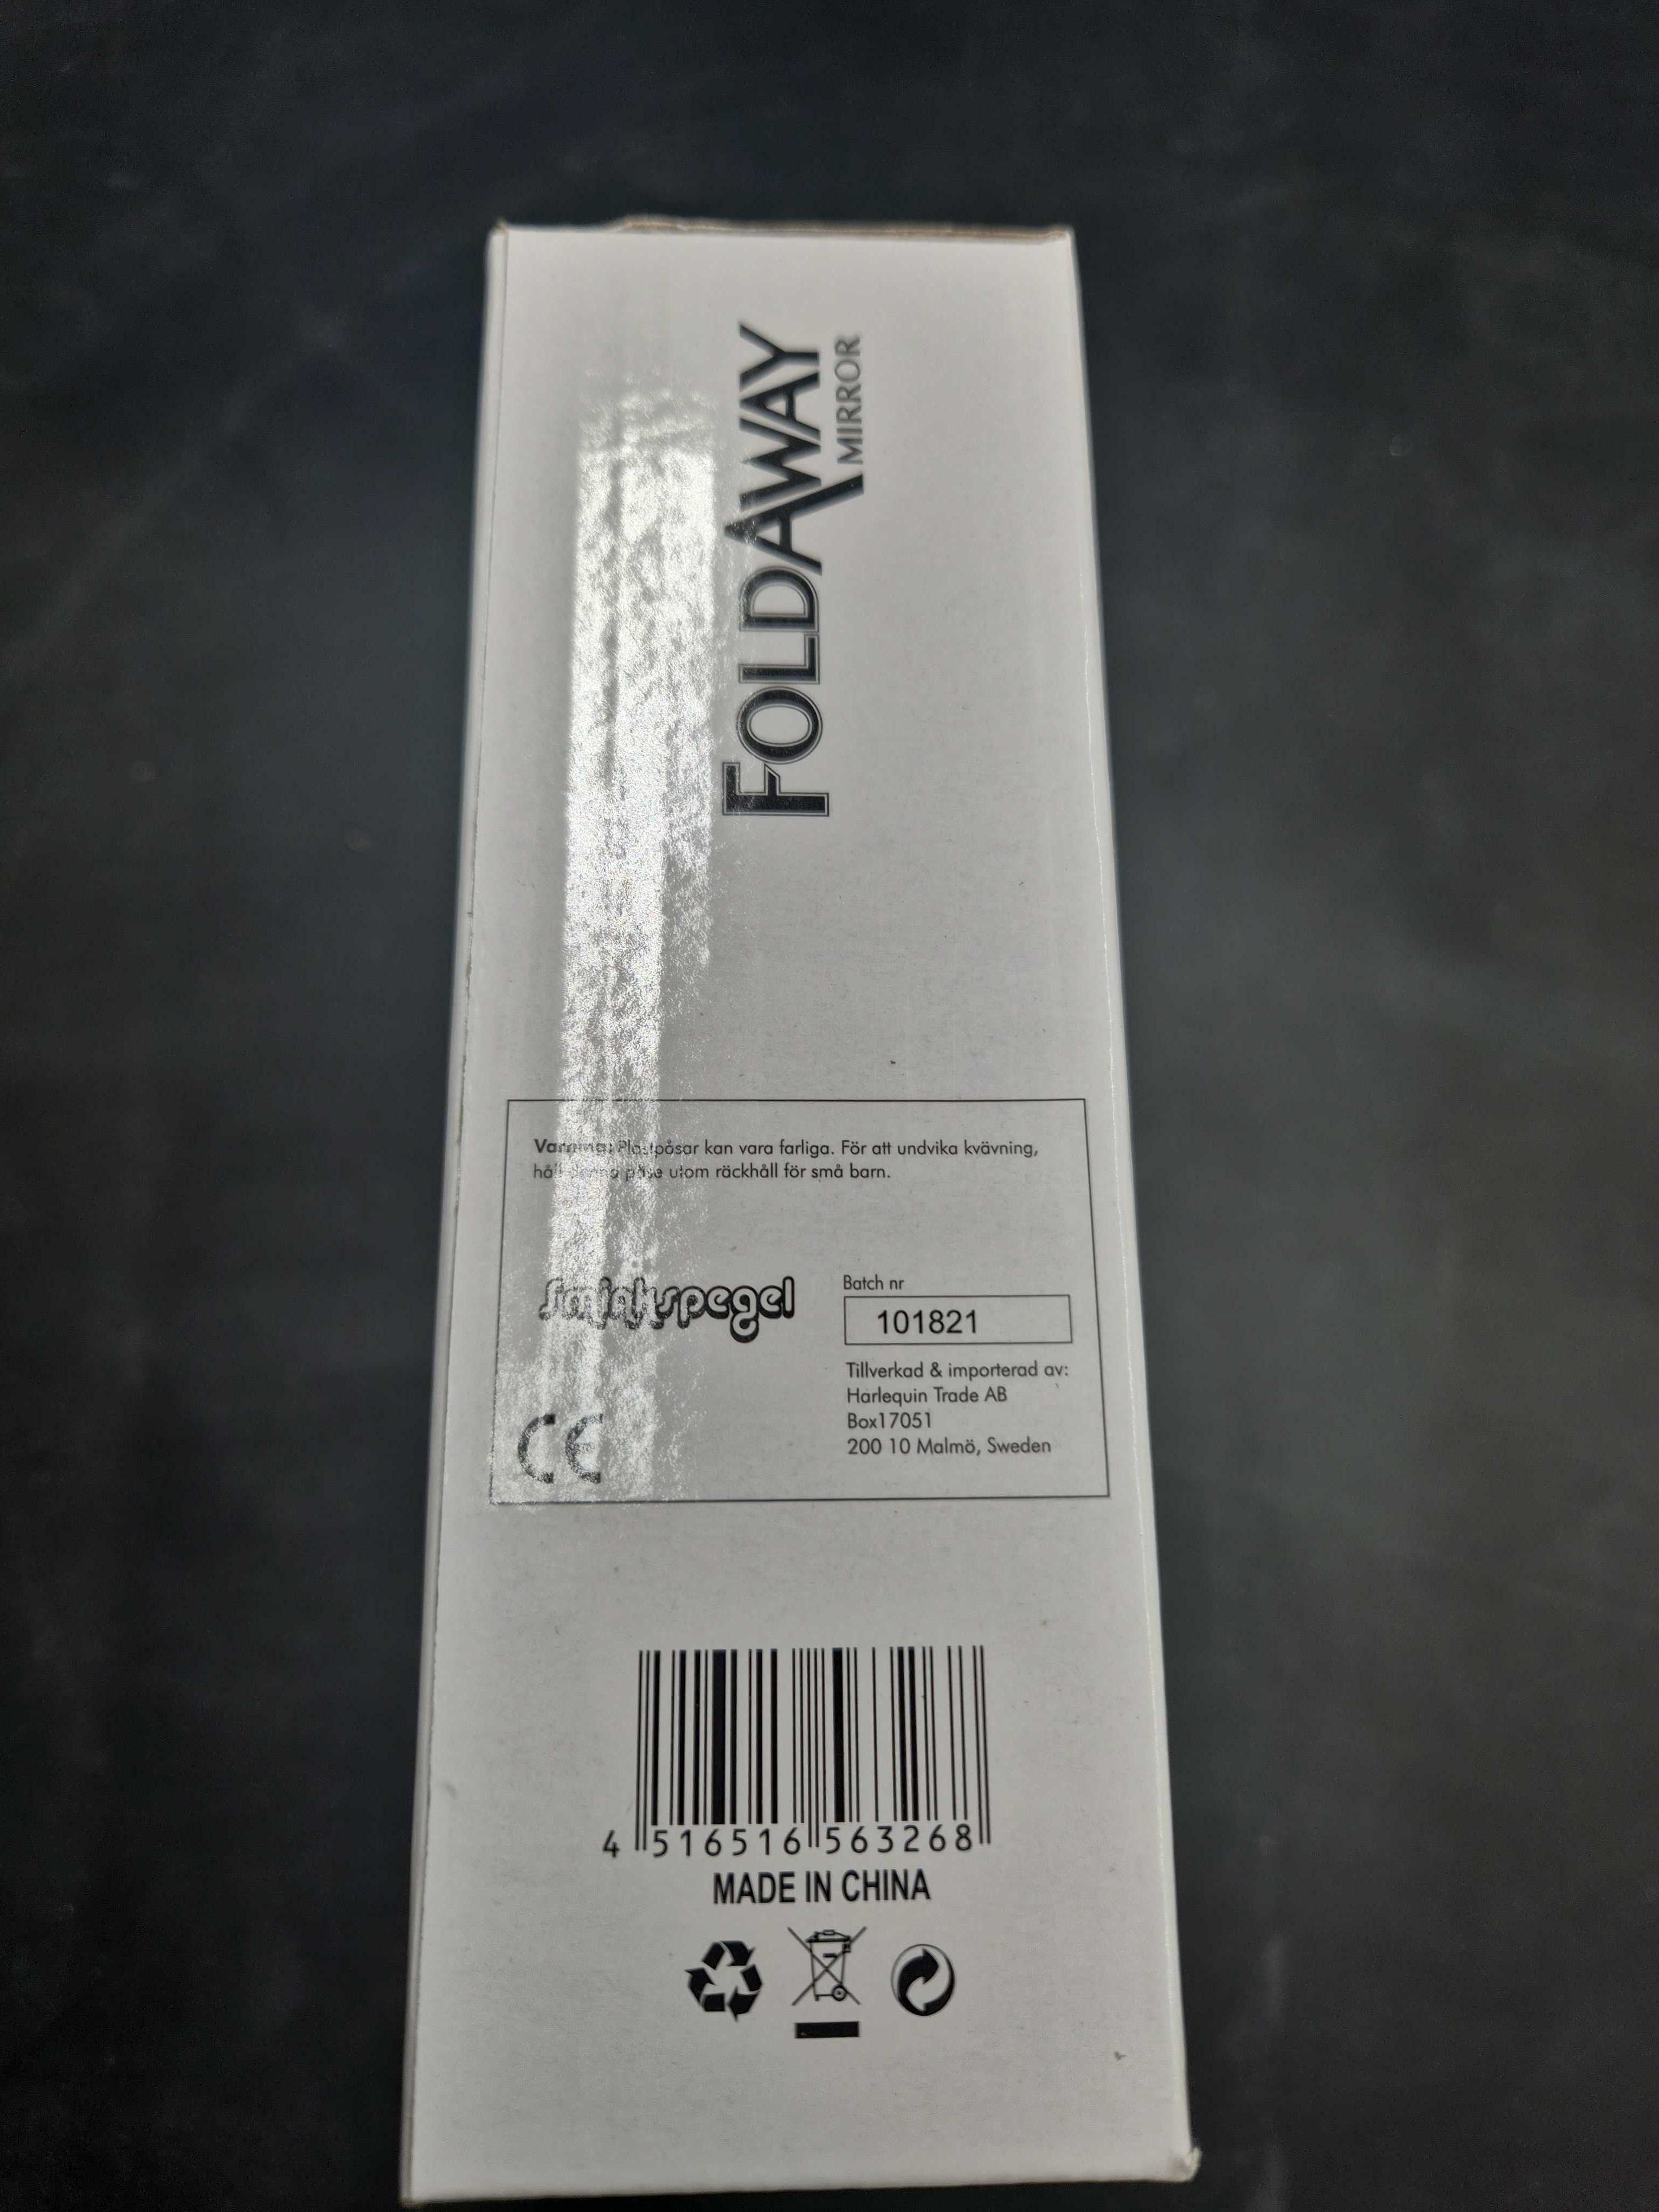 FOLDAWAY
MIRROR
Varning: Plastpåsar kan vara farliga. För att undvika kvävning,
håll denna påse utom räckhåll för små barn.
sminkspegel
Batch nr
101821
Tillverkad & importerad av:
Harlequin Trade AB
Box17051
200 10 Malmö, Sweden
CE
4 516516 563268
MADE IN CHINA